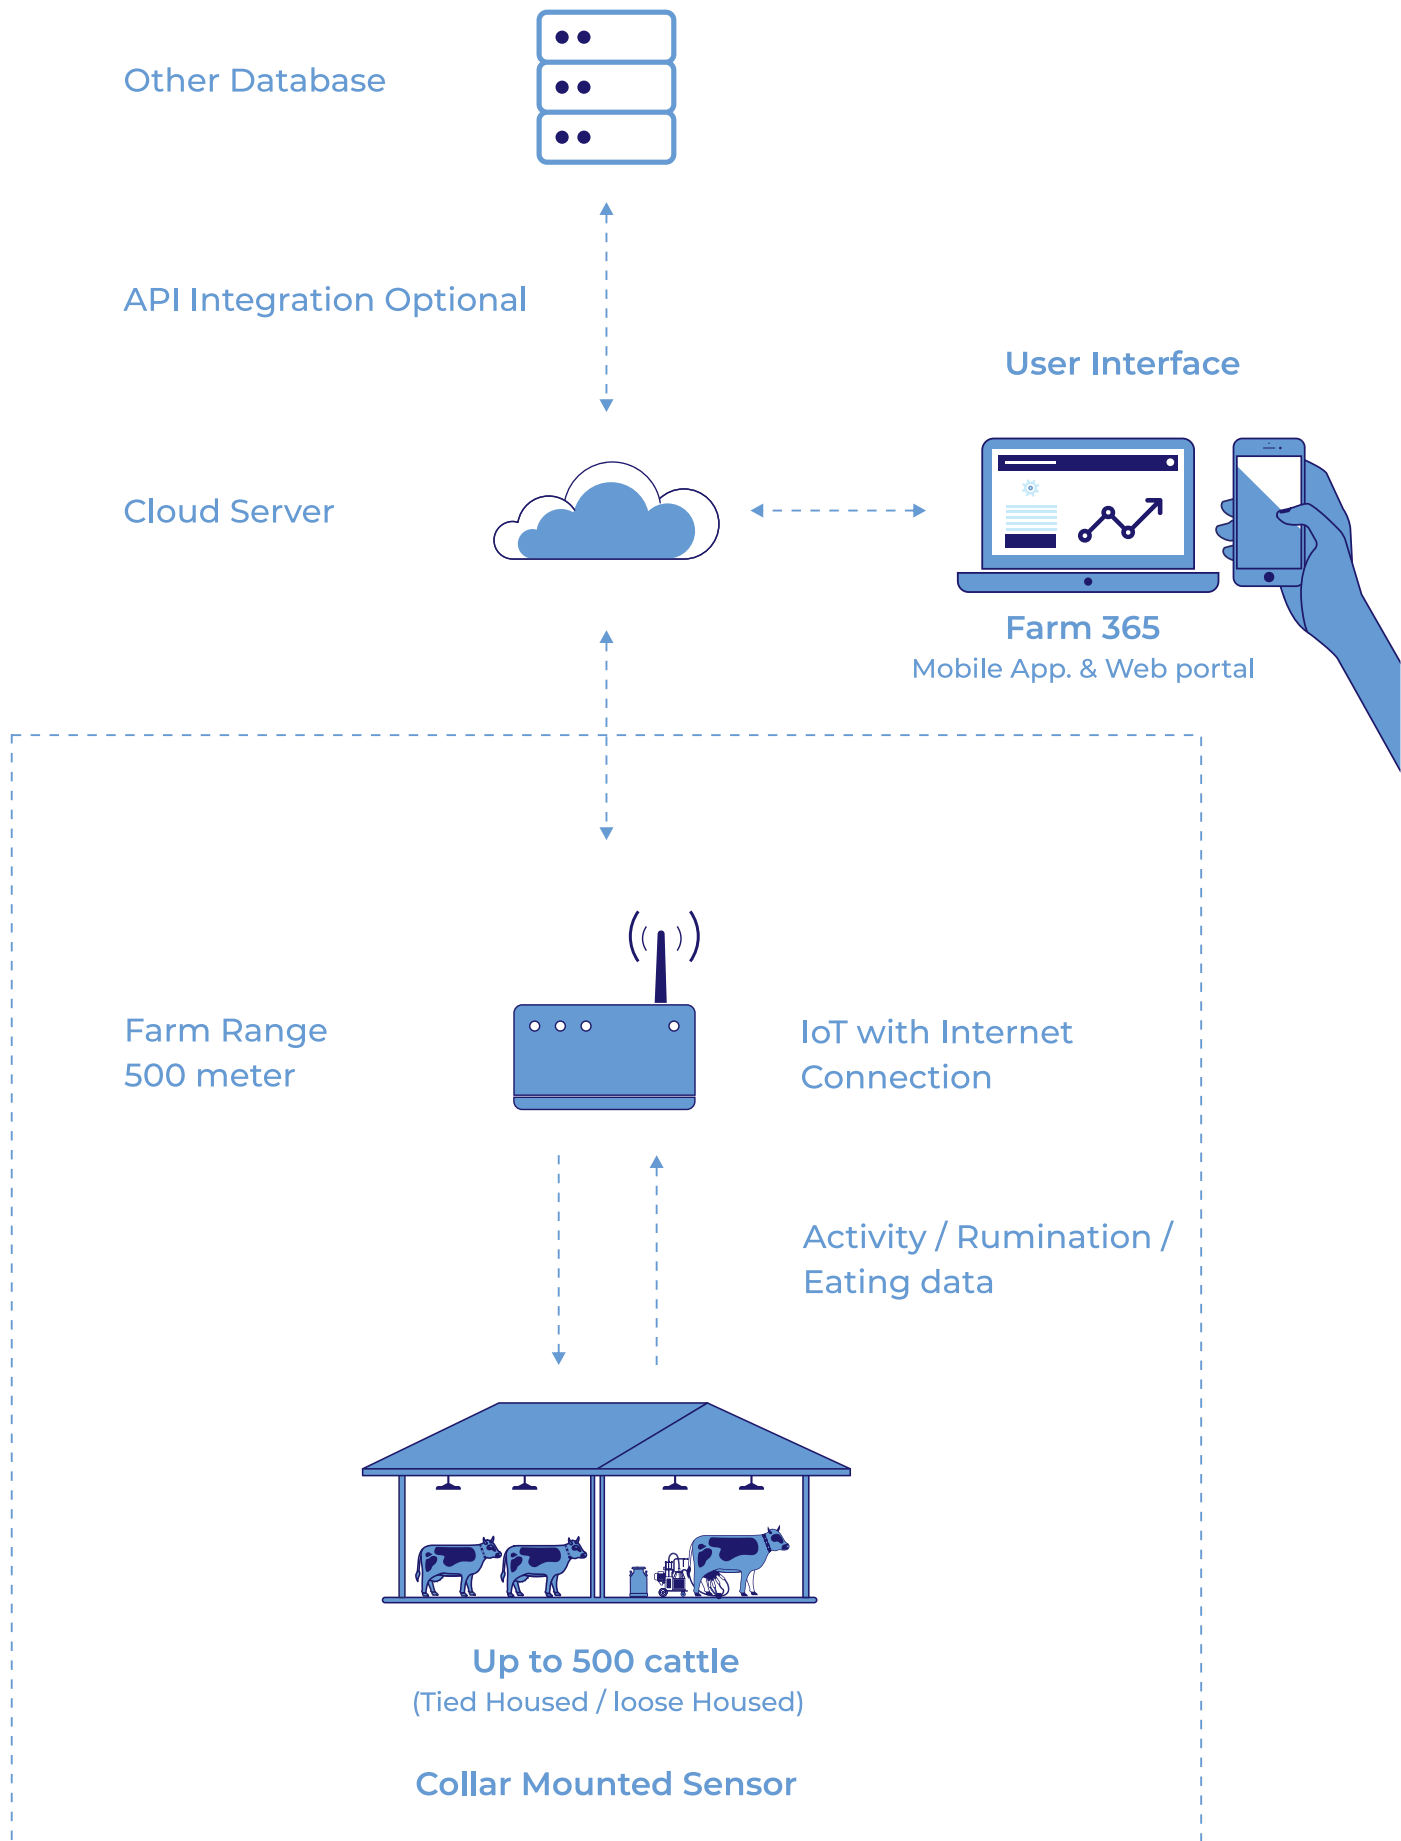 Other Database
API Integration Optional
User Interface
Cloud Server
Farm 365
Mobile App. & Web portal
Farm Range
500 meter
IoT with Internet
Connection
Activity / Rumination /
Eating data
Up to 500 cattle
(Tied Housed / loose Housed)
Collar Mounted Sensor